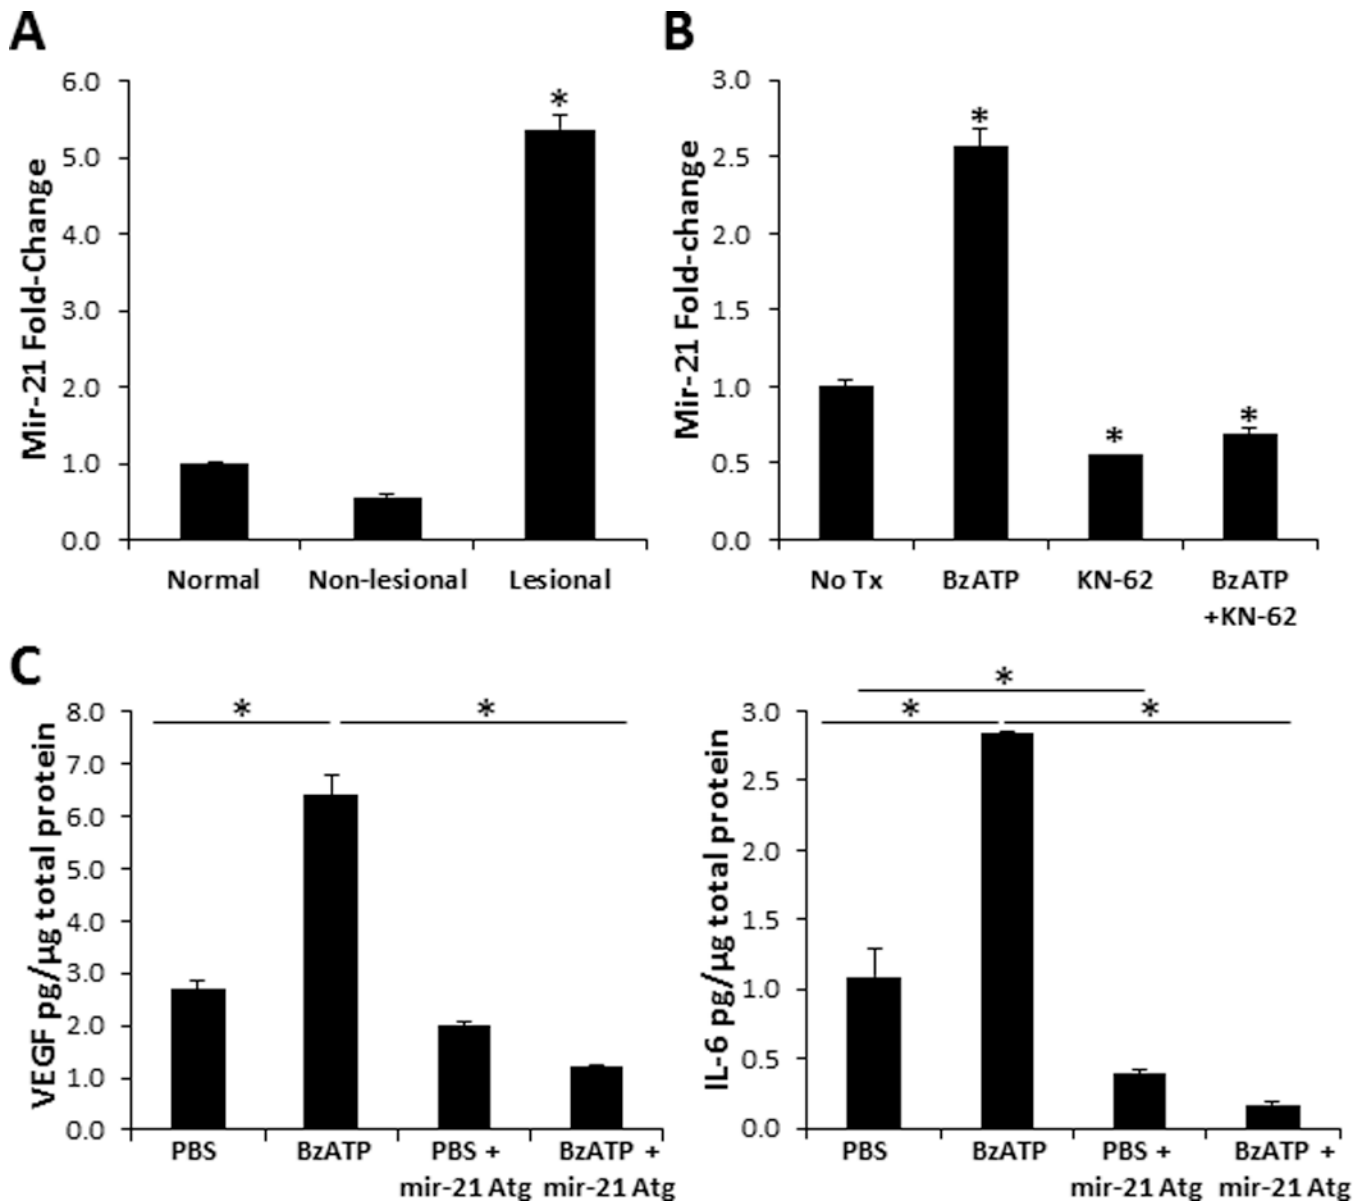 A
Mir-21 Fold-Change
6.0
5.0
4.0
3.0
2.0
1.0
0.0
*
Normal Non-lesional Lesional
B
Mir-21 Fold-change
3.0
2.5
2.0
1.5
1.0
0.5
0.0
*
*
*
No Tx BzATP KN-62 BzATP
+KN-62
C
VEGF pg/µg total protein
8.0
7.0
6.0
5.0
4.0
3.0
2.0
1.0
0.0
* *
PBS BzATP PBS + BzATP +
mir-21 Atg mir-21 Atg
IL-6 pg/µg total protein
3.0
2.5
2.0
1.5
1.0
0.5
0.0
*
* *
PBS BzATP PBS + BzATP +
mir-21 Atg mir-21 Atg